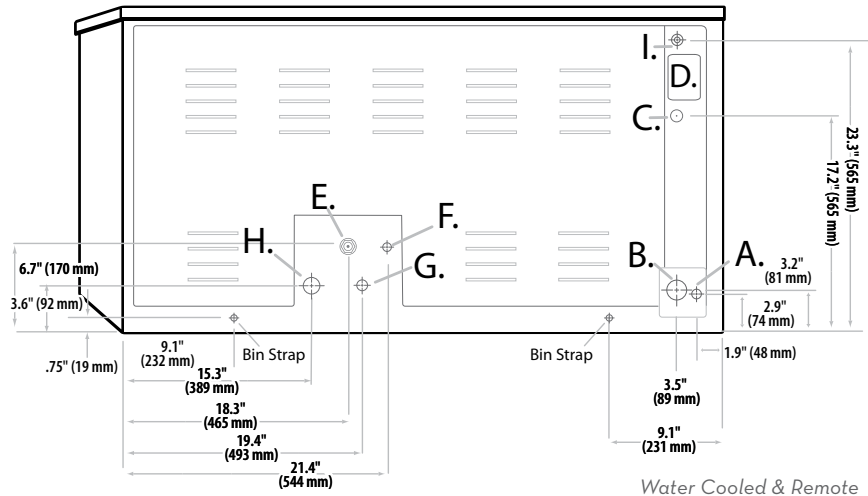 I.
D.
C.
23.3" (565 mm)
17.2" (565 mm)
E.
F.
H.
G.
B.
A.
6.7" (170 mm)
3.6" (92 mm)
.75" (19 mm)
3.2"
(81 mm)
2.9"
(74 mm)
1.9" (48 mm)
Bin Strap
Bin Strap
9.1"
(232 mm)
15.3"
(389 mm)
18.3"
(465 mm)
19.4"
(493 mm)
21.4"
(544 mm)
3.5"
(89 mm)
9.1"
(231 mm)
Water Cooled & Remote